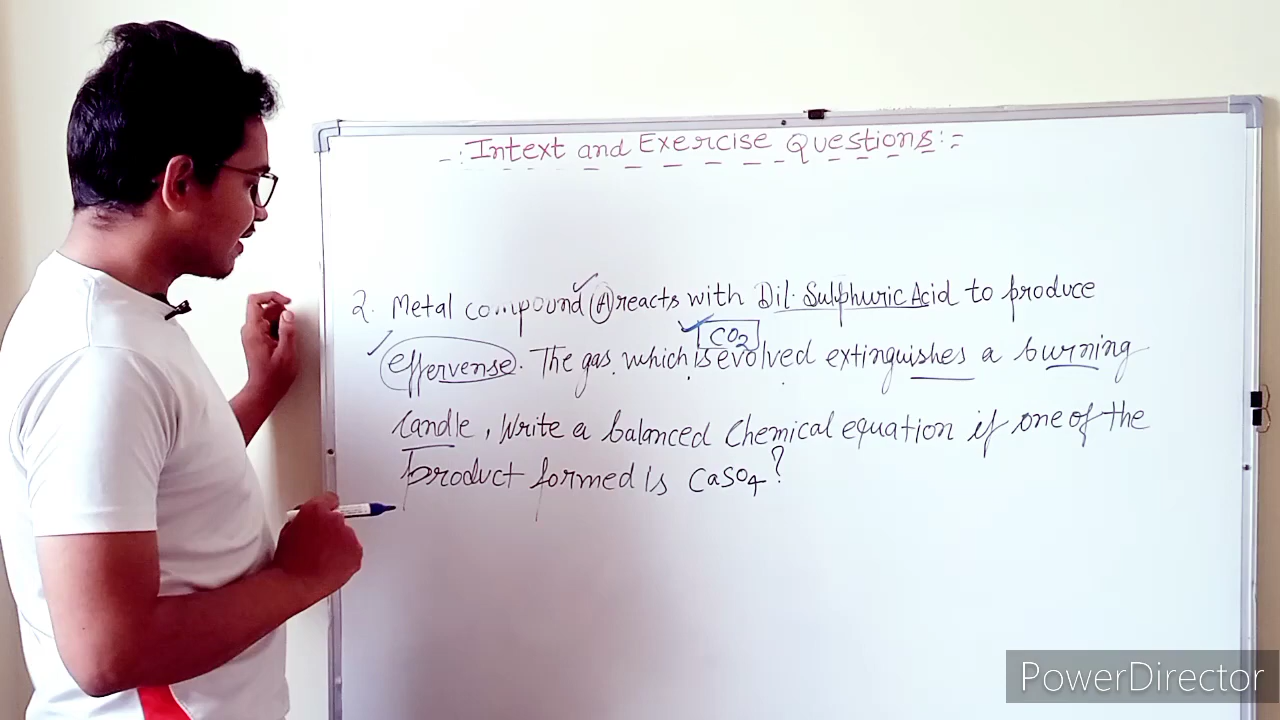 -: Intext and Exercise Questions :-
2. Metal compound (A) reacts with Dil. Sulphuric Acid to produce
CO2
effervense. The gas which is evolved extinguishes a burning
candle, Write a balanced Chemical equation if one of the
product formed is CaSO4?
PowerDirector